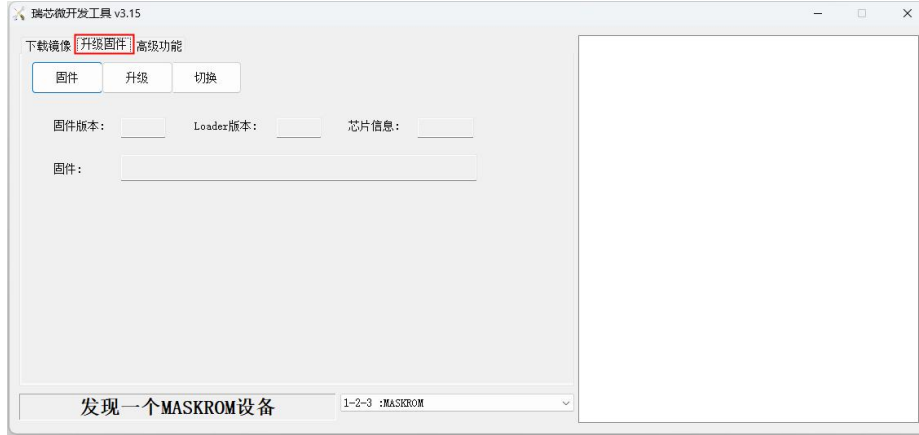 瑞芯微开发工具 v3.15
下载镜像 升级固件 高级功能
固件 升级 切换
固件版本： Loader版本： 芯片信息：
固件：
发现一个MASKROM设备 1-2-3 :MASKROM